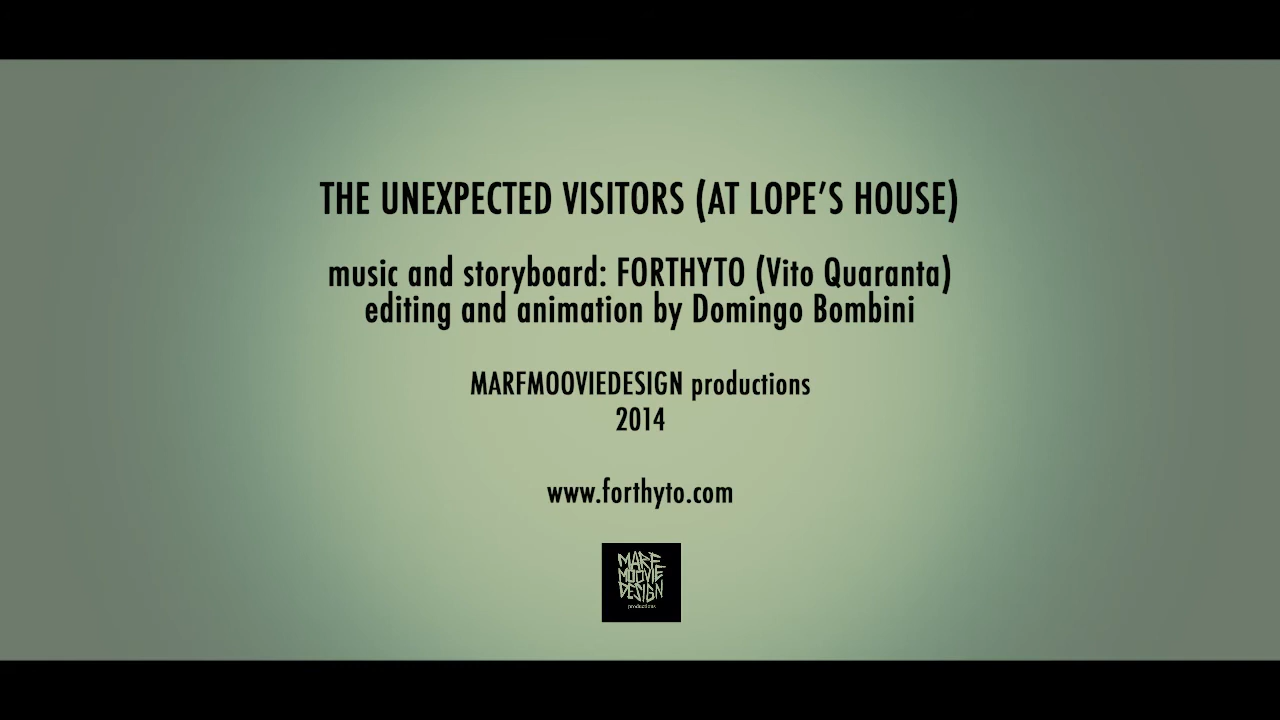 THE UNEXPECTED VISITORS (AT LOPE’S HOUSE)
music and storyboard: FORTHYTO (Vito Quaranta)
editing and animation by Domingo Bombini
MARFMOOVIEDESIGN productions
2014
www.forthyto.com
MARF
MOOVIE
DESIGN
productions